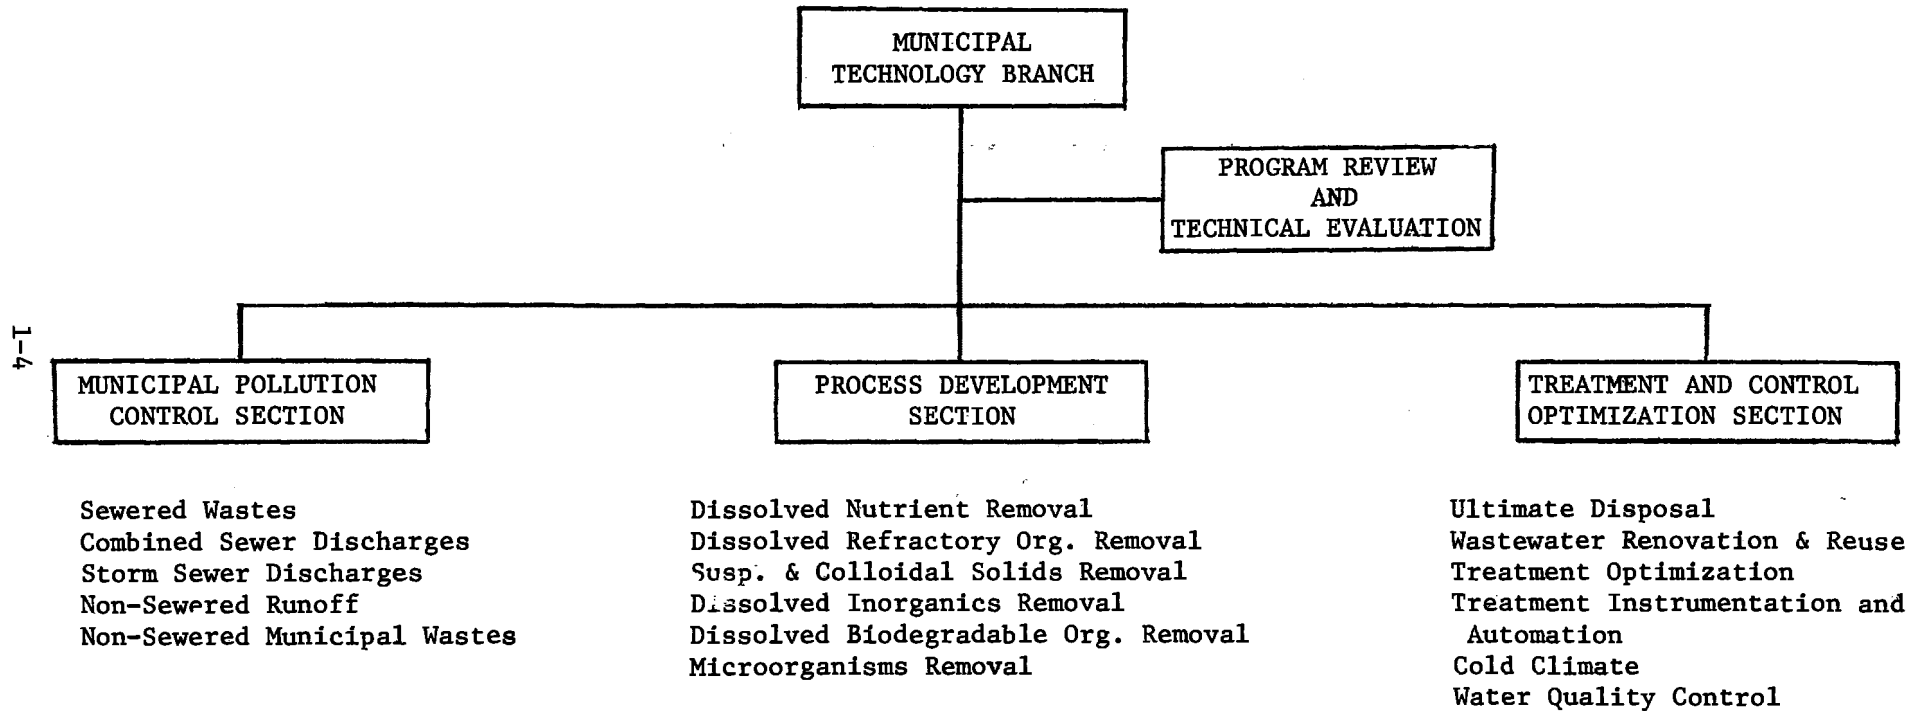 MUNICIPAL
TECHNOLOGY BRANCH
PROGRAM REVIEW
AND
TECHNICAL EVALUATION
1-4
MUNICIPAL POLLUTION
CONTROL SECTION
PROCESS DEVELOPMENT
SECTION
TREATMENT AND CONTROL
OPTIMIZATION SECTION
Sewered Wastes
Combined Sewer Discharges
Storm Sewer Discharges
Non-Sewered Runoff
Non-Sewered Municipal Wastes
Dissolved Nutrient Removal
Dissolved Refractory Org. Removal
Susp. & Colloidal Solids Removal
Dissolved Inorganics Removal
Dissolved Biodegradable Org. Removal
Microorganisms Removal
Ultimate Disposal
Wastewater Renovation & Reuse
Treatment Optimization
Treatment Instrumentation and
Automation
Cold Climate
Water Quality Control